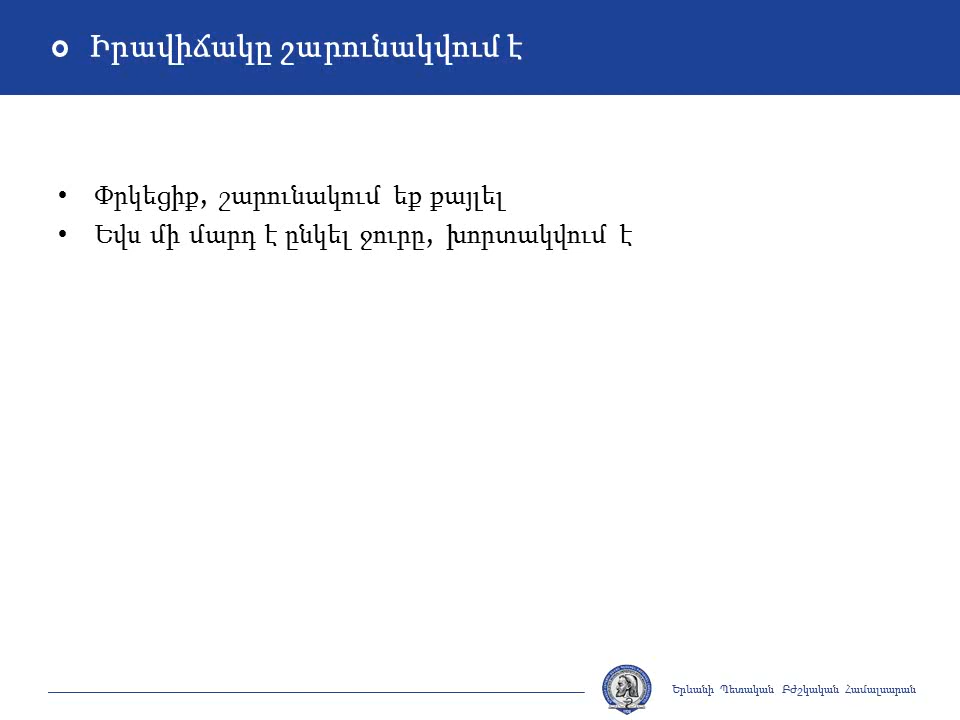 Իրավիճակը շարունակվում է
• Փրկեցիք, շարունակում եք քայլել
• Եվս մի մարդ է ընկել ջուրը, խորտակվում է
Երևանի Պետական Բժշկական Համալսարան